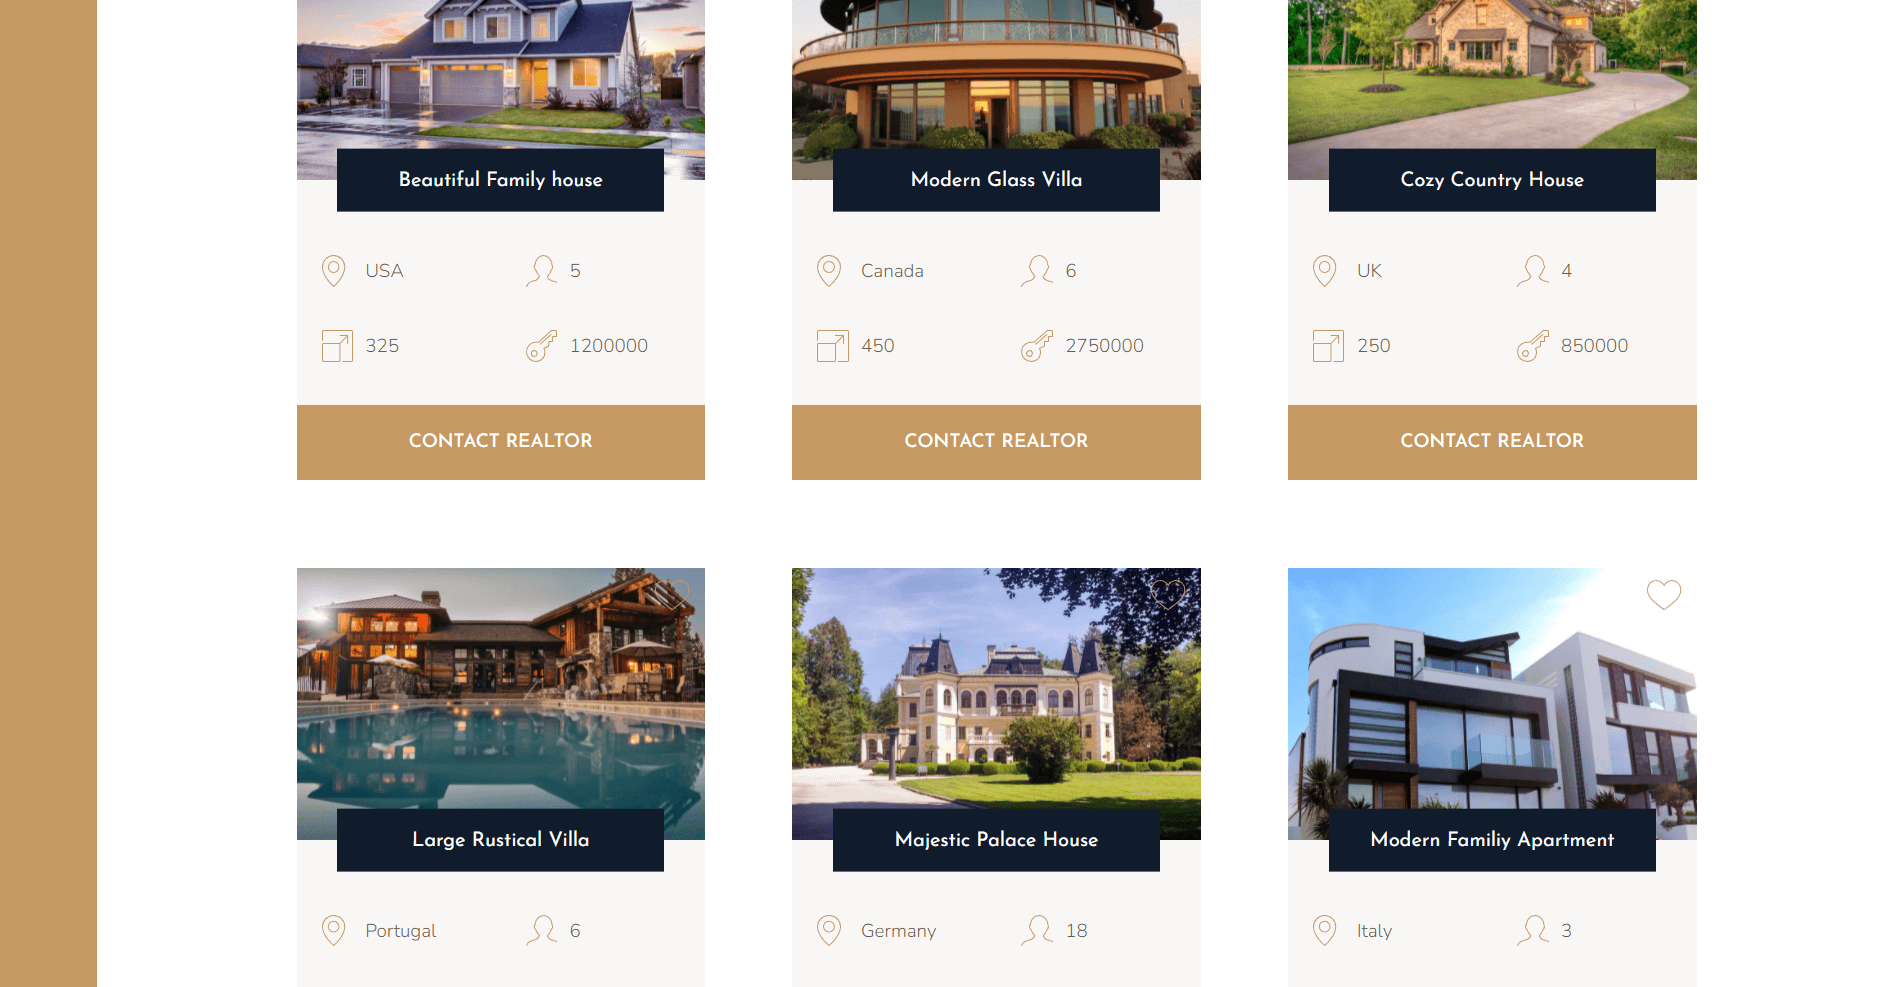 Beautiful Family house
Modern Glass Villa
Cozy Country House
USA
5
Canada
6
UK
4
325
1200000
450
2750000
250
850000
CONTACT REALTOR
CONTACT REALTOR
CONTACT REALTOR
Large Rustical Villa
Majestic Palace House
Modern Familiy Apartment
Portugal
6
Germany
18
Italy
3